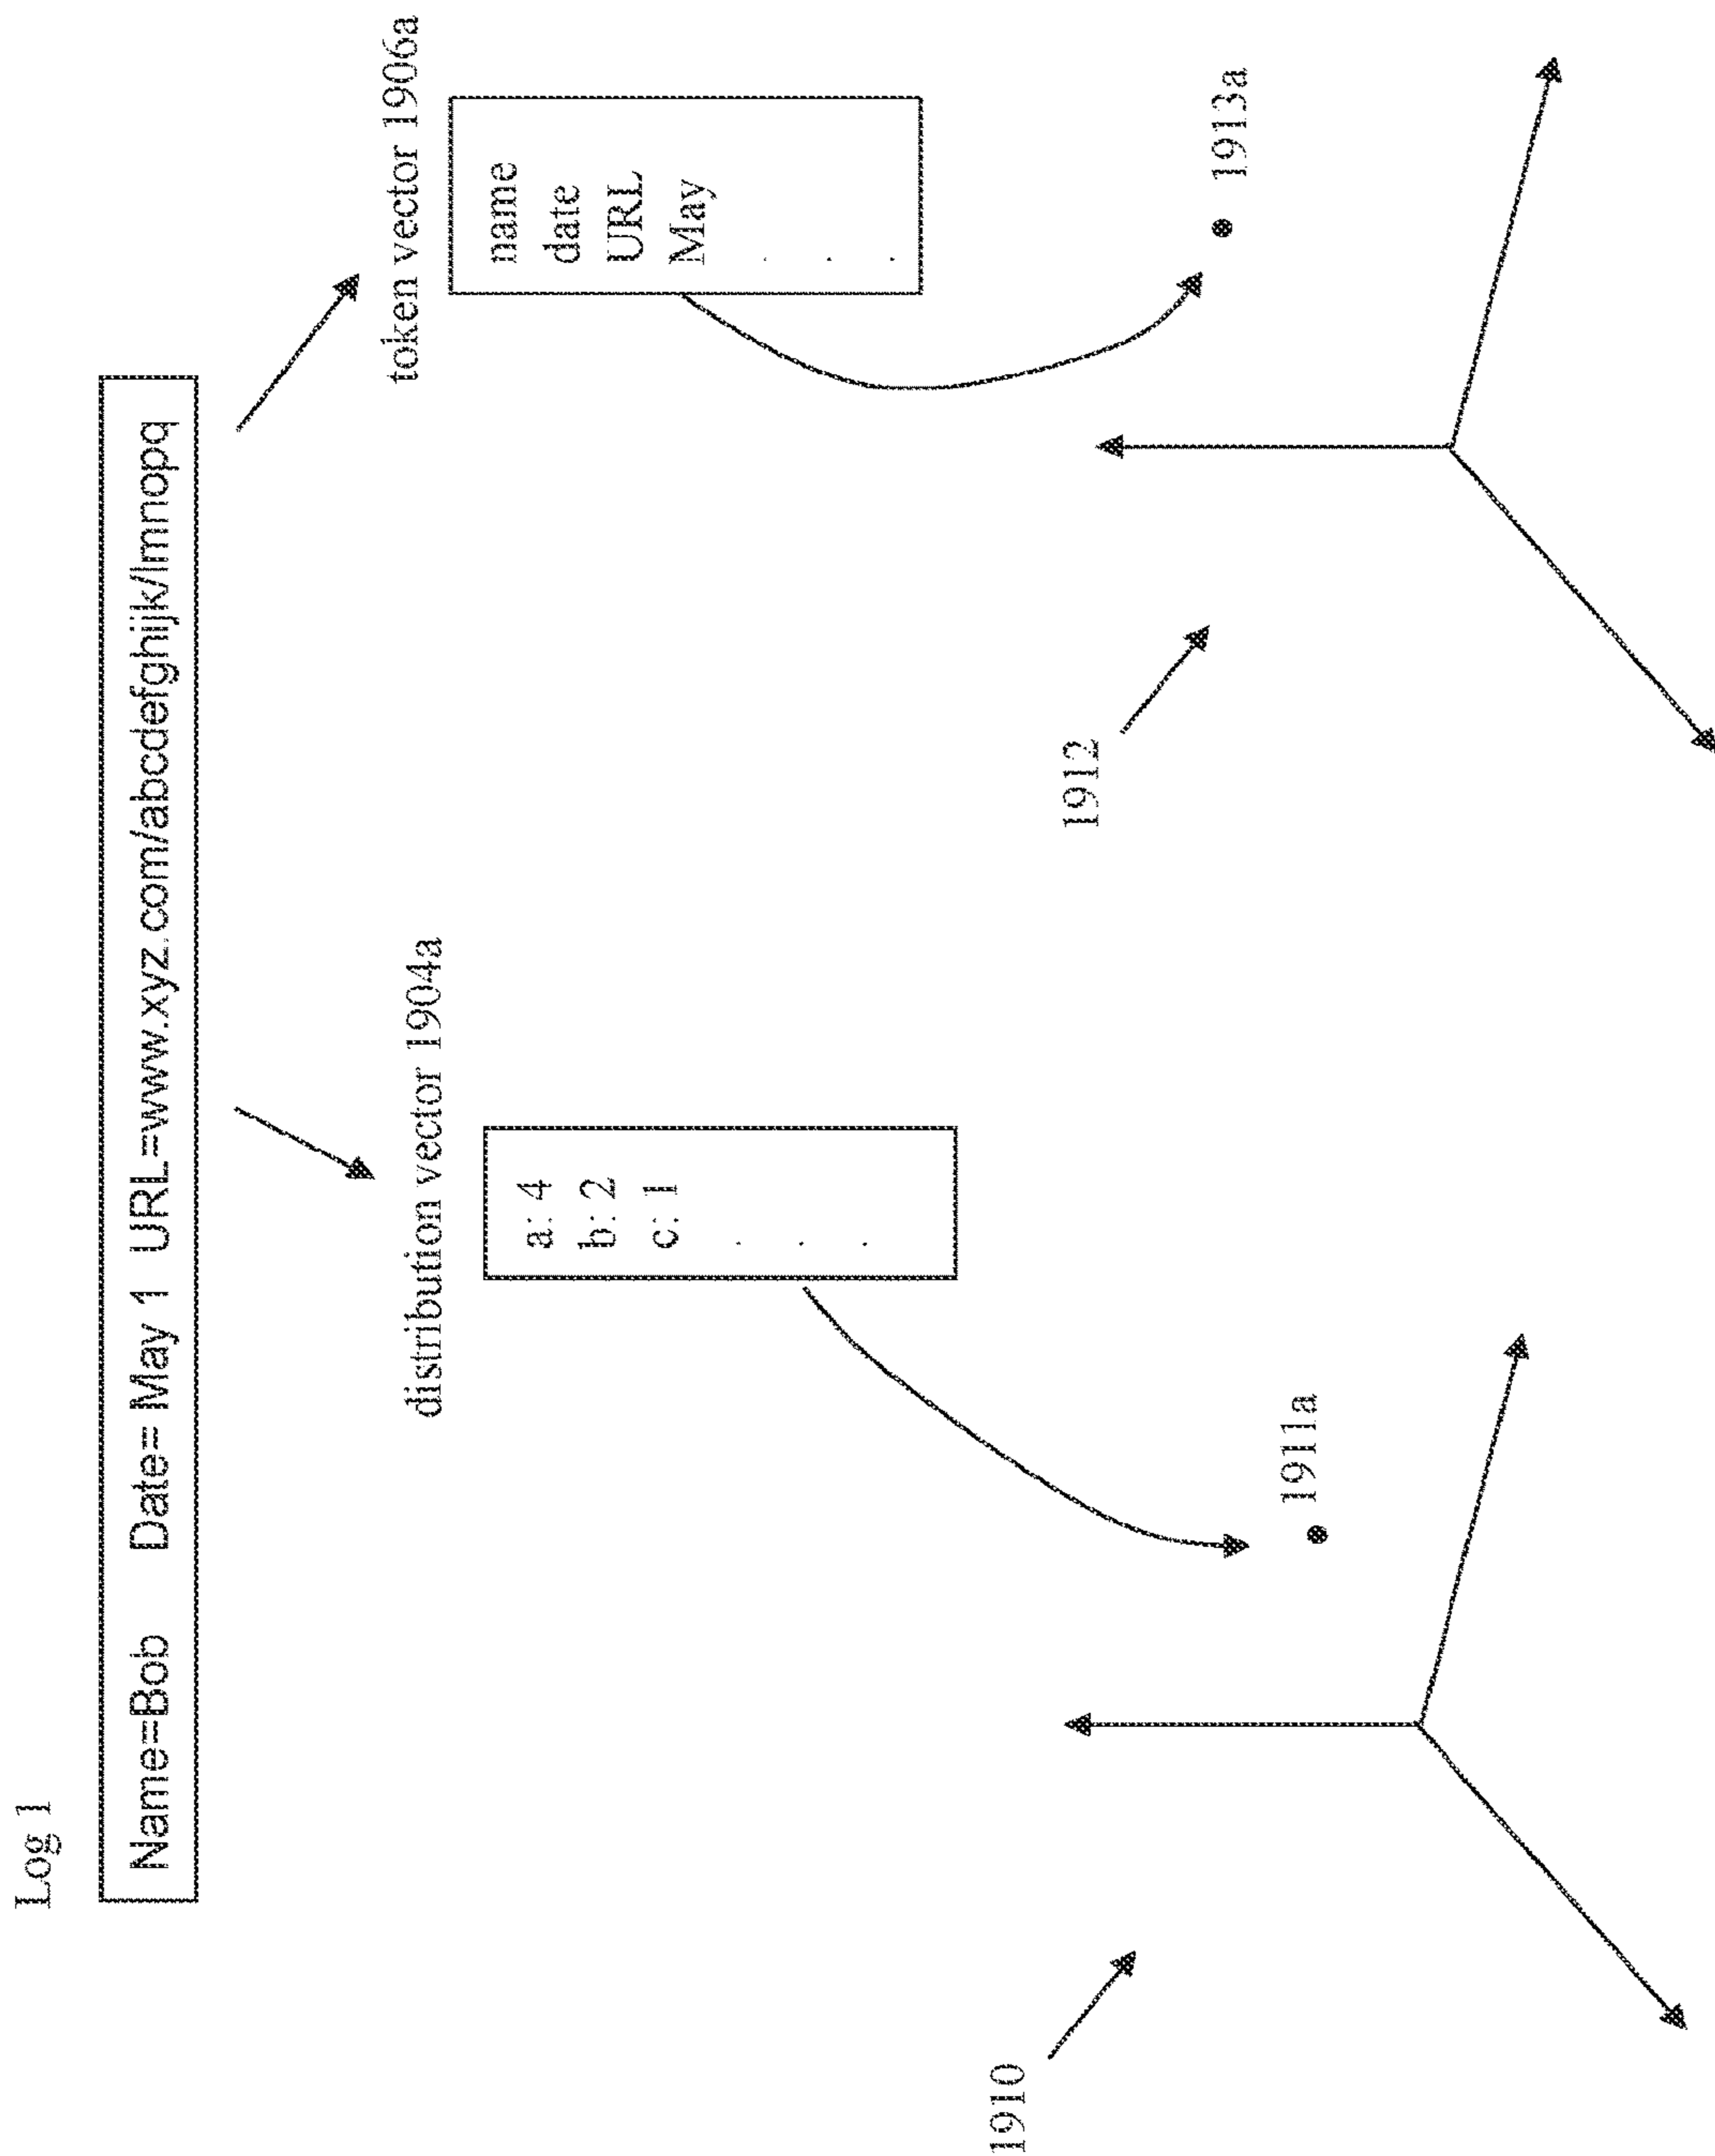 Log 1
Name=Bob Date= May 1 URL=www.xyz.com/abcdefghijk/lmnopq
distribution vector 1904a
a: 4
b: 2
c: 1
.
.
.
token vector 1906a
name
date
URL
May
.
.
.
1910
1911a
1912
1913a